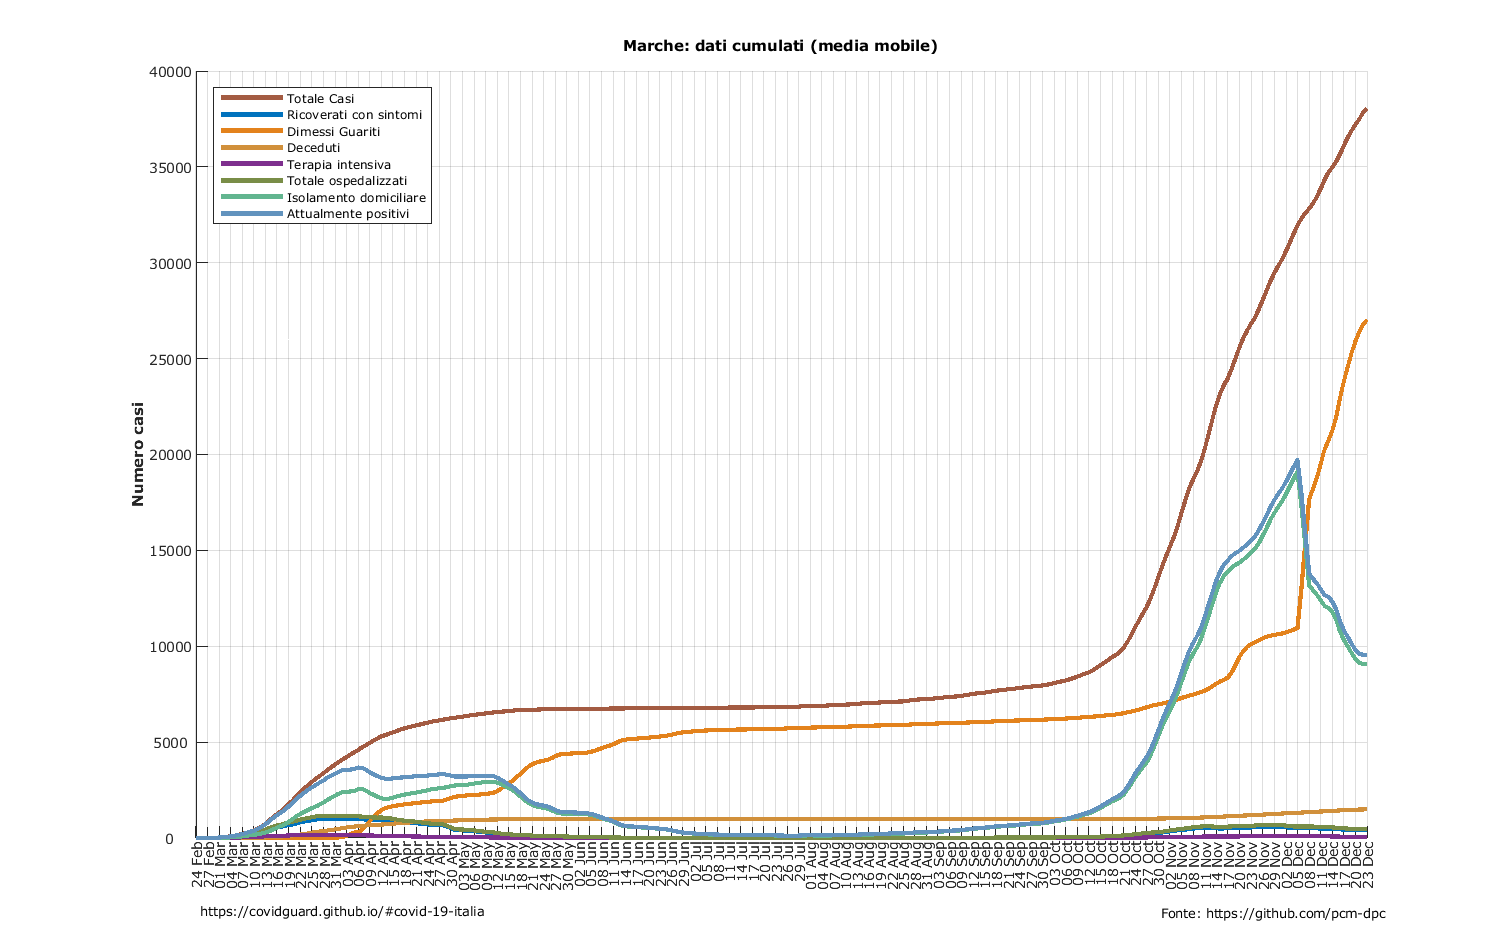 Marche: dati cumulati (media mobile)
40000
35000
30000
25000
20000
15000
10000
5000
0
Numero casi
Totale Casi
Ricoverati con sintomi
Dimessi Guariti
Deceduti
Terapia intensiva
Totale ospedalizzati
Isolamento domiciliare
Attualmente positivi
24 Feb
27 Feb
01 Mar
04 Mar
07 Mar
10 Mar
13 Mar
16 Mar
19 Mar
22 Mar
25 Mar
28 Mar
31 Mar
03 Apr
06 Apr
09 Apr
12 Apr
15 Apr
18 Apr
21 Apr
24 Apr
27 Apr
30 Apr
03 May
06 May
09 May
12 May
15 May
18 May
21 May
24 May
27 May
30 May
02 Jun
05 Jun
08 Jun
11 Jun
14 Jun
17 Jun
20 Jun
23 Jun
26 Jun
29 Jun
02 Jul
05 Jul
08 Jul
11 Jul
14 Jul
17 Jul
20 Jul
23 Jul
26 Jul
29 Jul
01 Aug
04 Aug
07 Aug
10 Aug
13 Aug
16 Aug
19 Aug
22 Aug
25 Aug
28 Aug
31 Aug
03 Sep
06 Sep
09 Sep
12 Sep
15 Sep
18 Sep
21 Sep
24 Sep
27 Sep
30 Sep
03 Oct
06 Oct
09 Oct
12 Oct
15 Oct
18 Oct
21 Oct
24 Oct
27 Oct
30 Oct
02 Nov
05 Nov
08 Nov
11 Nov
14 Nov
17 Nov
20 Nov
23 Nov
26 Nov
29 Nov
02 Dec
05 Dec
08 Dec
11 Dec
14 Dec
17 Dec
20 Dec
23 Dec
https://covidguard.github.io/#covid-19-italia
Fonte: https://github.com/pcm-dpc